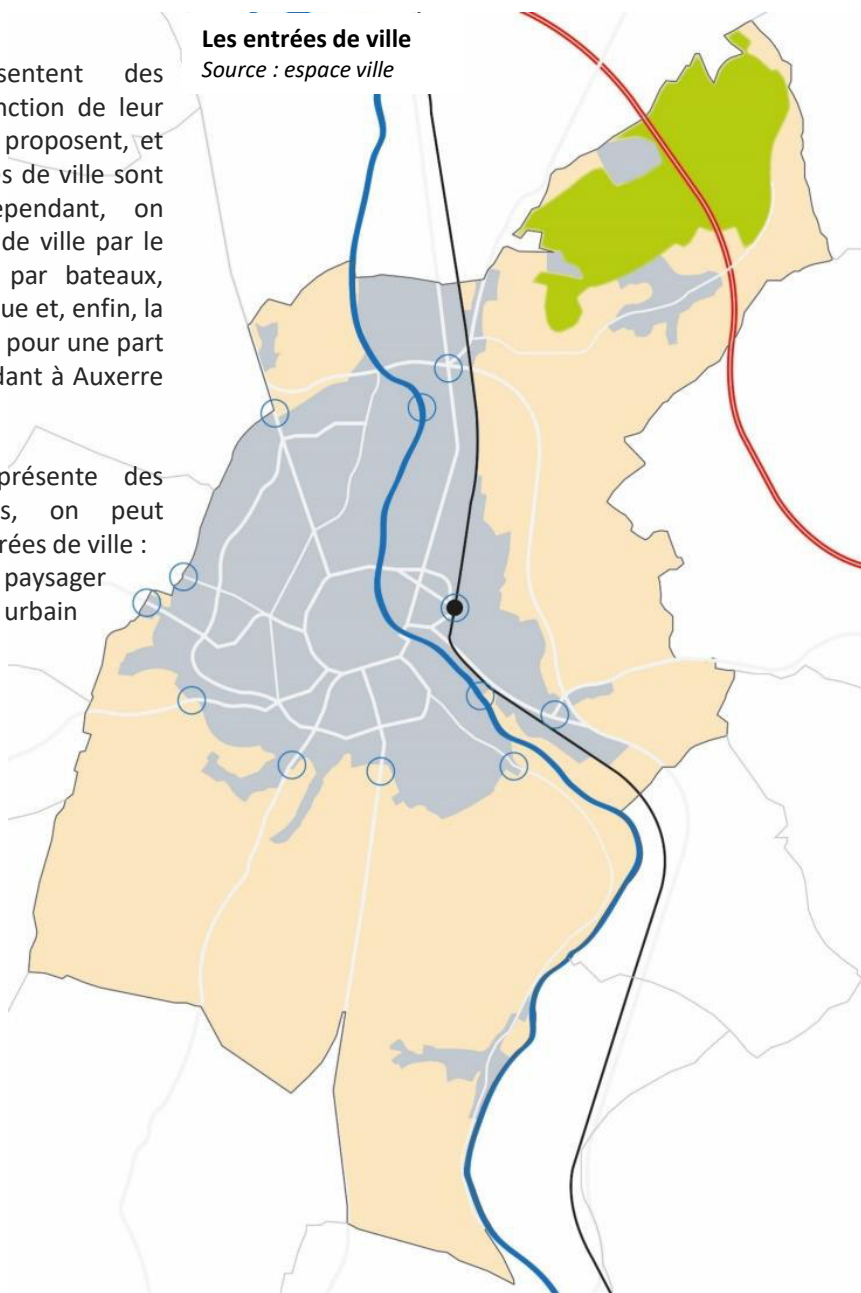 Les entrées de ville
Source : espace ville
sentent des
nction de leur
proposent, et
es de ville sont
ependant, on
de ville par le
par bateaux,
ue et, enfin, la
pour une part
dant à Auxerre
présente des
s, on peut
rées de ville :
paysager
urbain